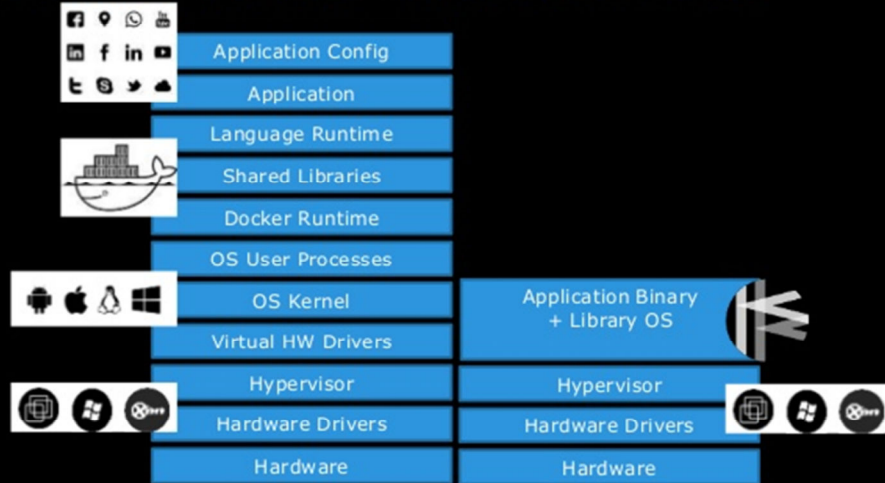 Application Config
Application
Language Runtime
Shared Libraries
Docker Runtime
OS User Processes
OS Kernel
Virtual HW Drivers
Hypervisor
Hardware Drivers
Hardware
Application Binary
+ Library OS
Hypervisor
Hardware Drivers
Hardware